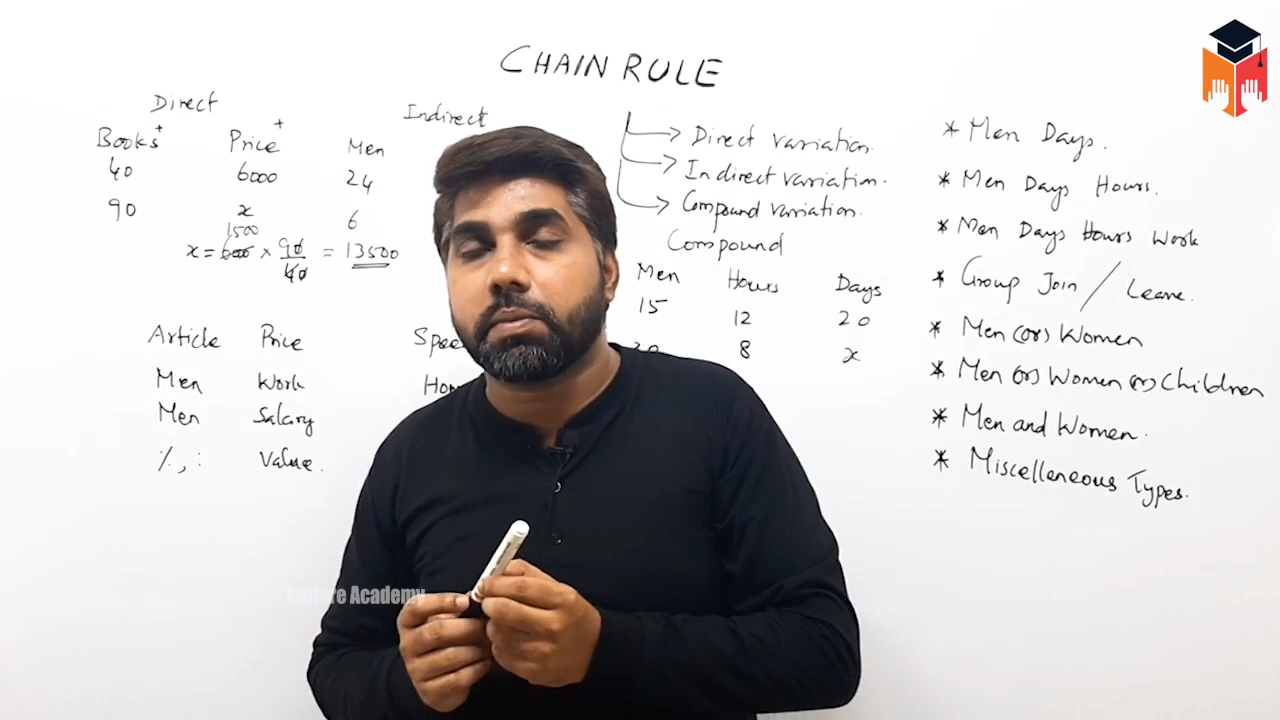 CHAIN RULE
Direct
Books+ Price+
40 6000
90 x
1500
x = 6000 × 90/40 = 13500
Article Price
Men Work
Men Salary
%, : Value.
Indirect
Men
24
6
Direct variation.
Indirect variation.
Compound variation.
Compound
Men Hours Days
15 12 20
8 x
* Men Days.
* Men Days Hours.
* Men Days Hours Work
* Group Join / Leave.
* Men (or) Women
* Men (or) Women (or) Children
* Men and Women.
* Miscellaneous Types.
Academy